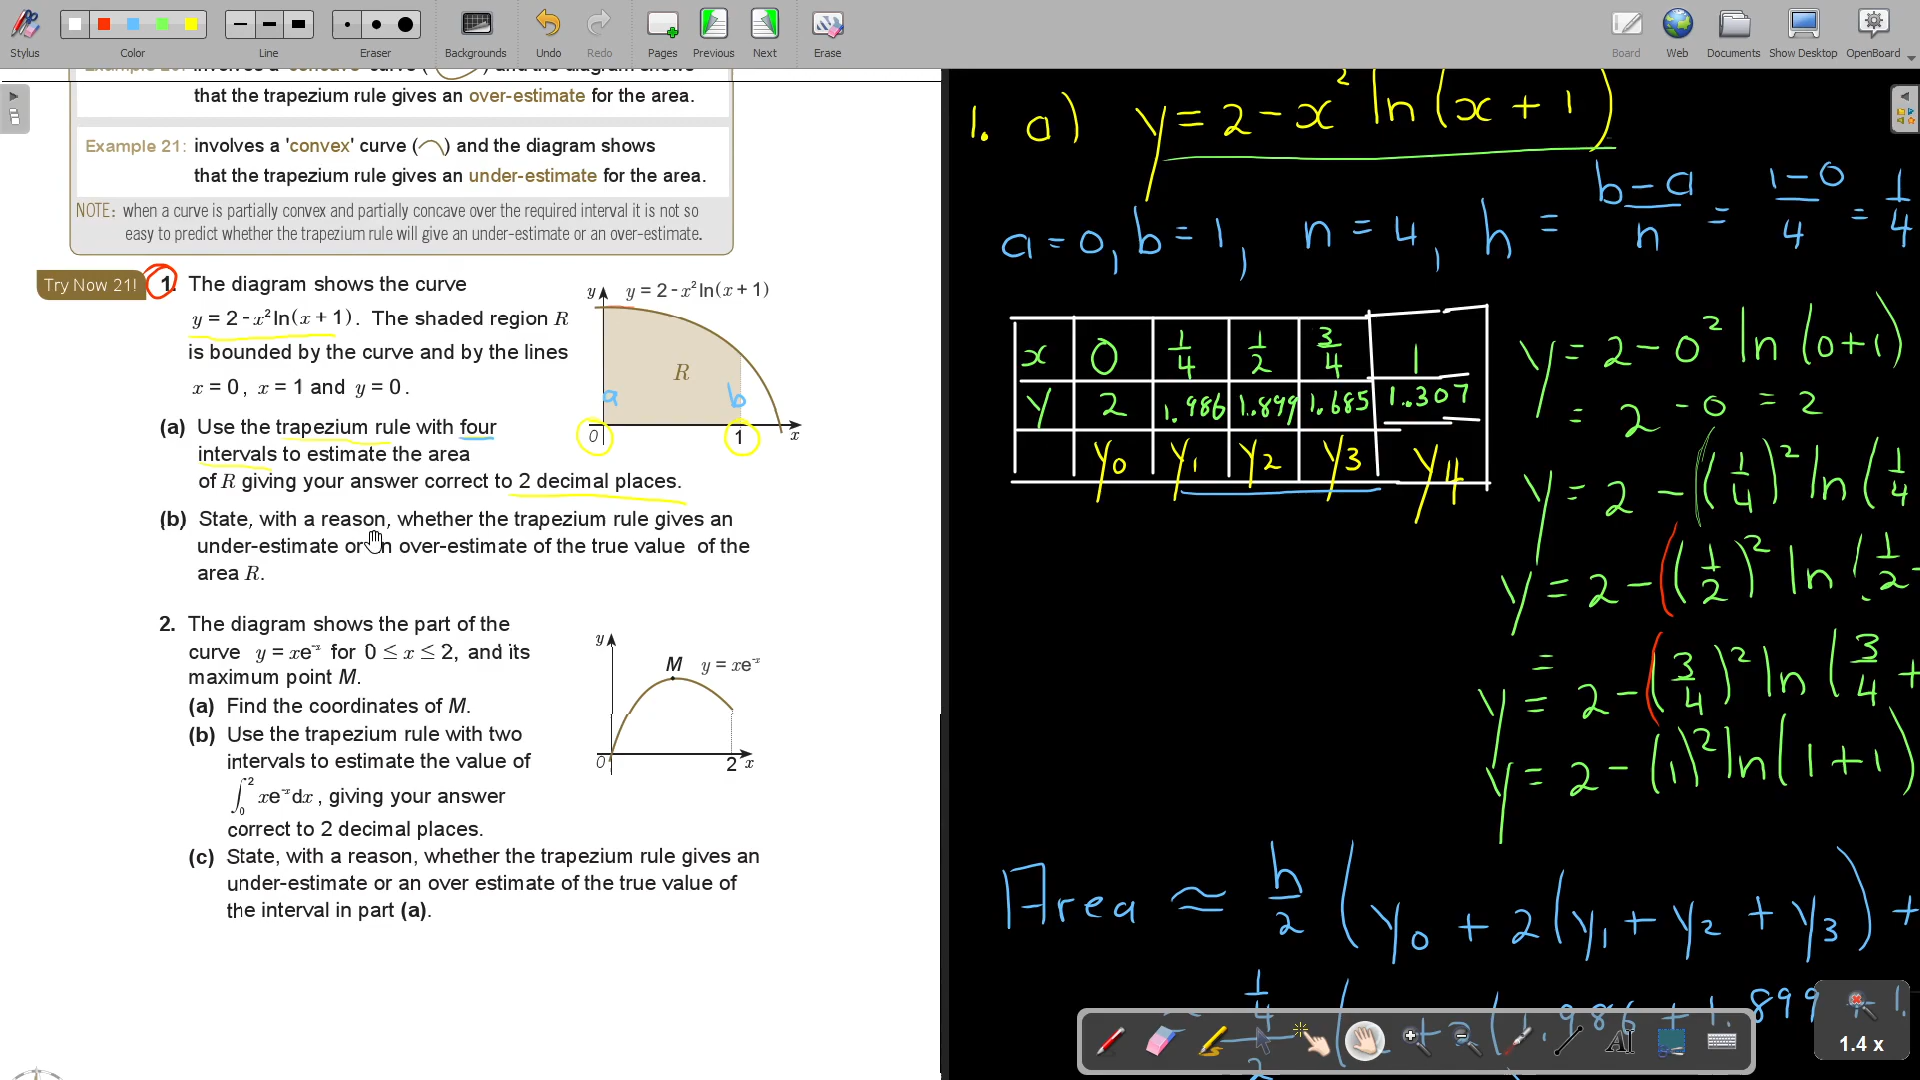 Stylus
Color
Line
Eraser
Backgrounds
Undo
Redo
Pages
Previous
Next
Erase
Board
Web
Documents
Show Desktop
OpenBoard
that the trapezium rule gives an over-estimate for the area.
Example 21: involves a 'convex' curve ( ) and the diagram shows
that the trapezium rule gives an under-estimate for the area.
NOTE: when a curve is partially convex and partially concave over the required interval it is not so
easy to predict whether the trapezium rule will give an under-estimate or an over-estimate.
Try Now 21!
1. The diagram shows the curve
y = 2 - x² ln(x + 1). The shaded region R
is bounded by the curve and by the lines
x = 0, x = 1 and y = 0.
y
y = 2 - x² ln(x + 1)
R
a
b
0
1
x
(a) Use the trapezium rule with four
intervals to estimate the area
of R giving your answer correct to 2 decimal places.
(b) State, with a reason, whether the trapezium rule gives an
under-estimate or an over-estimate of the true value of the
area R.
2. The diagram shows the part of the
curve y = xe⁻ˣ for 0 ≤ x ≤ 2, and its
maximum point M.
(a) Find the coordinates of M.
(b) Use the trapezium rule with two
intervals to estimate the value of
∫₀² xe⁻ˣ dx, giving your answer
correct to 2 decimal places.
(c) State, with a reason, whether the trapezium rule gives an
under-estimate or an over estimate of the true value of
the interval in part (a).
y
M y = xe⁻ˣ
0
2 x
1. a) y = 2 - x² ln(x + 1)
a = 0, b = 1, n = 4, h = b - a / n = 1 - 0 / 4 = 1/4
x 0 1/4 1/2 3/4 1
y 2 1.986 1.899 1.685 1.307
y₀ y₁ y₂ y₃ y₄
y = 2 - 0² ln(0+1)
= 2 - 0 = 2
y = 2 - (1/4)² ln(1/4
y = 2 - (1/2)² ln(1/2
=
y = 2 - (3/4)² ln(3/4 +
y = 2 - (1)² ln(1+1)
Area ≈ h/2 (y₀ + 2(y₁ + y₂ + y₃) +
1.4 x